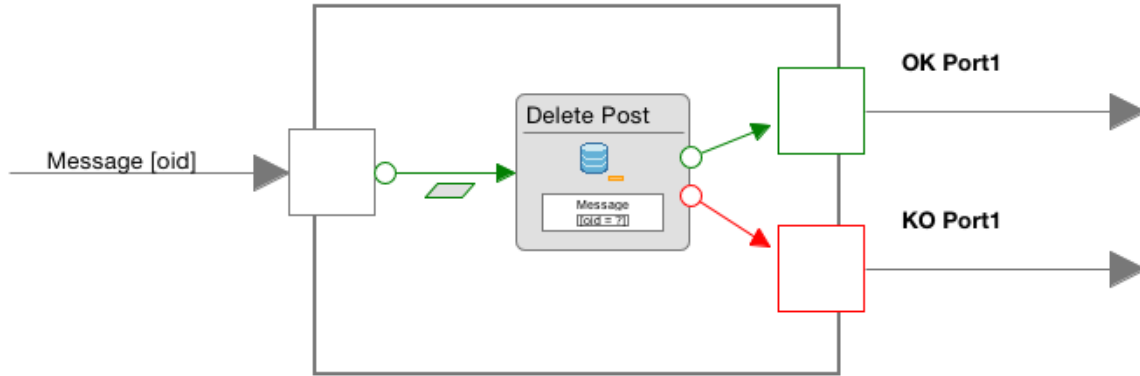 Message [oid]
Delete Post
Message
[[oid = ?]]
OK Port1
KO Port1